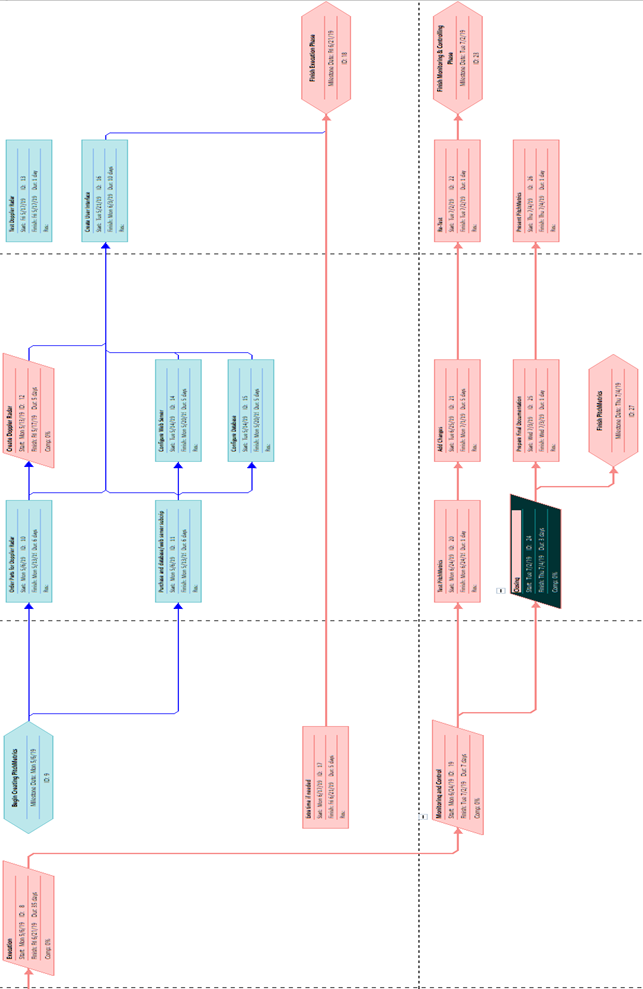 Execution
Start: Mon 5/6/19 ID: 8
Finish: Fri 6/21/19 Dur: 35 days
Comp: 0%
Begin Creating PitchMetrics
Milestone Date: Mon 5/6/19
ID: 9
Order Parts for Doppler Radar
Start: Mon 5/6/19 ID: 10
Finish: Mon 5/13/19 Dur: 6 days
Res:
Create Doppler Radar
Start: Mon 5/13/19 ID: 12
Finish: Fri 5/17/19 Dur: 5 days
Comp: 0%
Test Doppler Radar
Start: Fri 5/17/19 ID: 13
Finish: Fri 5/17/19 Dur: 1 day
Res:
Create User Interface
Start: Tue 5/21/19 ID: 16
Finish: Mon 6/3/19 Dur: 10 days
Res:
Purchase and database/web server subscrip
Start: Mon 5/6/19 ID: 11
Finish: Mon 5/13/19 Dur: 6 days
Res:
Configure Web Server
Start: Tue 5/14/19 ID: 14
Finish: Mon 5/20/19 Dur: 5 days
Res:
Configure Database
Start: Tue 5/14/19 ID: 15
Finish: Mon 5/20/19 Dur: 5 days
Res:
Extra time if needed
Start: Mon 6/17/19 ID: 17
Finish: Fri 6/21/19 Dur: 5 days
Res:
Finish Execution Phase
Milestone Date: Fri 6/21/19
ID: 18
Monitoring and Control
Start: Mon 6/24/19 ID: 19
Finish: Tue 7/2/19 Dur: 7 days
Comp: 0%
Test PitchMetrics
Start: Mon 6/24/19 ID: 20
Finish: Mon 6/24/19 Dur: 1 day
Res:
Add Changes
Start: Tue 6/25/19 ID: 21
Finish: Mon 7/1/19 Dur: 5 days
Res:
Re-Test
Start: Tue 7/2/19 ID: 22
Finish: Tue 7/2/19 Dur: 1 day
Res:
Finish Monitoring & Controlling
Phase
Milestone Date: Tue 7/2/19
ID: 23
Closing
Start: Tue 7/2/19 ID: 24
Finish: Thu 7/4/19 Dur: 3 days
Comp: 0%
Prepare Final Documentation
Start: Wed 7/3/19 ID: 25
Finish: Wed 7/3/19 Dur: 1 day
Res:
Present PitchMetrics
Start: Thu 7/4/19 ID: 26
Finish: Thu 7/4/19 Dur: 1 day
Res:
Finish PitchMetrics
Milestone Date: Thu 7/4/19
ID: 27